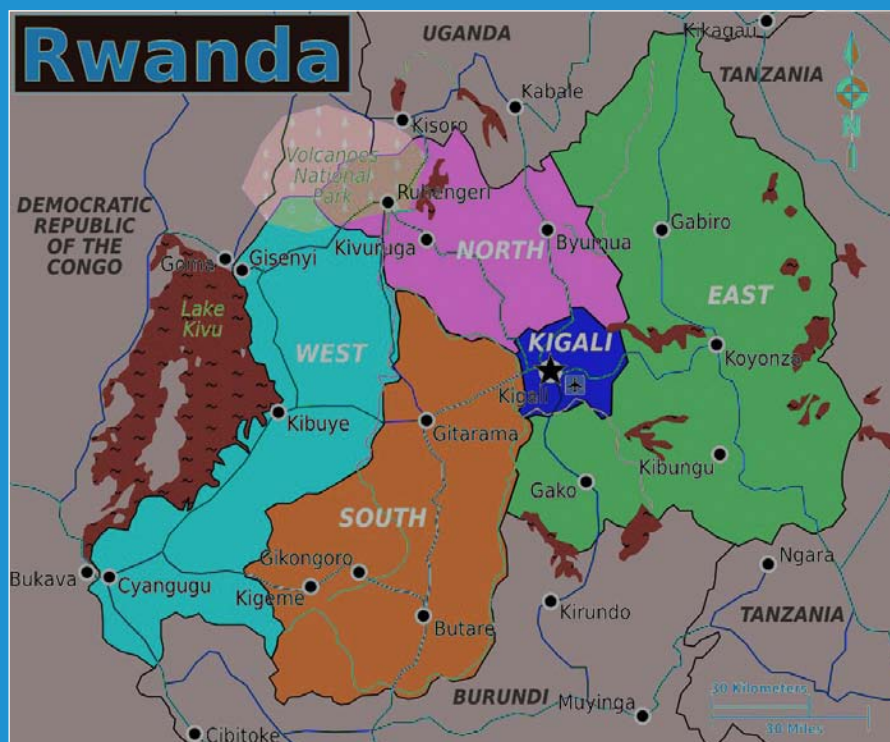 Rwanda
UGANDA
Kikagau
TANZANIA
Kabale
Kisoro
N
Volcanoes
National
Park
Ruhengeri
DEMOCRATIC
REPUBLIC
OF THE
CONGO
Kivuruga
NORTH
Byumua
Gabiro
Goma
Gisenyi
EAST
Lake
Kivu
WEST
KIGALI
Koyonza
Kigali
Kibuye
Gitarama
Kibungu
Gako
SOUTH
Gikongoro
Ngara
Bukava
Cyangugu
Kigeme
Kirundo
Butare
TANZANIA
BURUNDI
Muyinga
30 Kilometers
30 Miles
Cibitoke